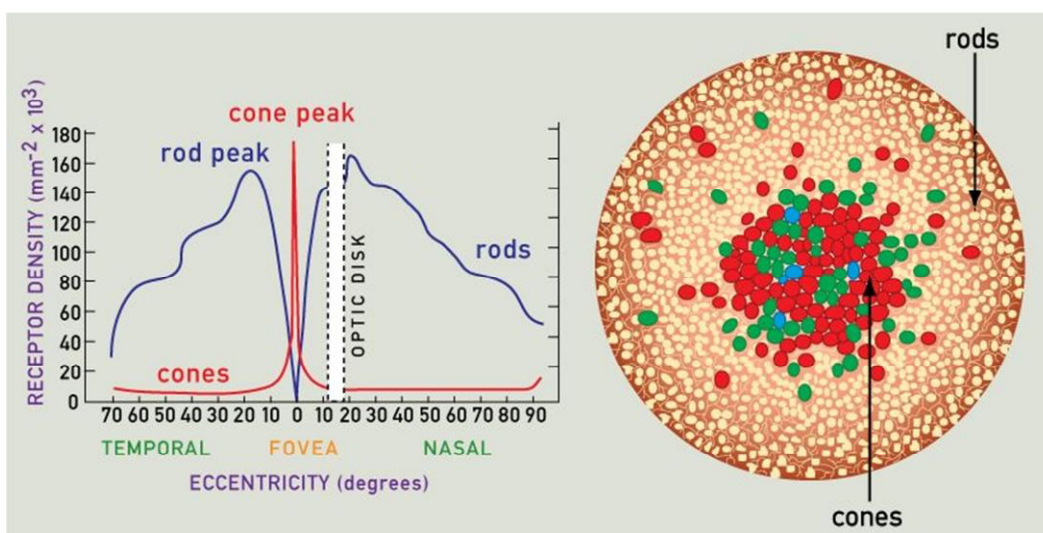 cone peak
rod peak
RECEPTOR DENSITY (mm-2 x 103)
180
160
140
120
100
80
60
40
20
0
rods
cones
OPTIC DISK
70 60 50 40 20 10 0 10 20 30 40 50 60 70 80 90
TEMPORAL FOVEA NASAL
ECCENTRICITY (degrees)
rods
cones